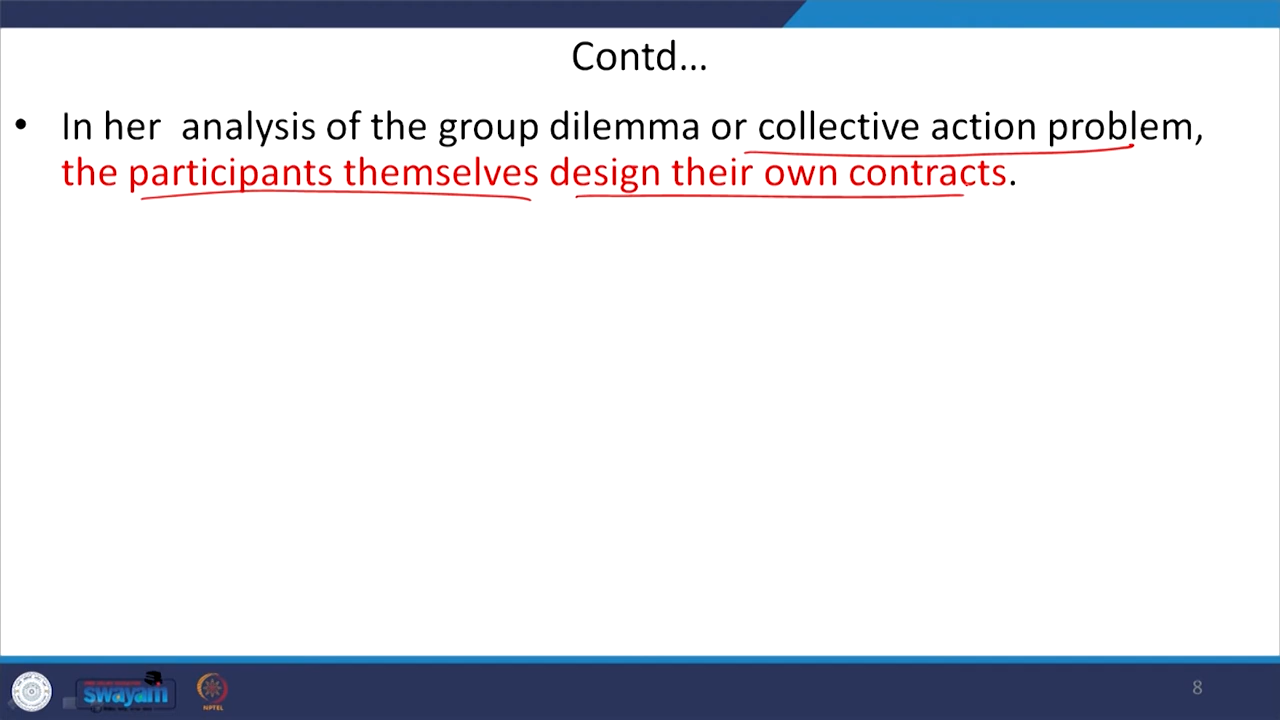 Contd...
• In her analysis of the group dilemma or collective action problem,
the participants themselves design their own contracts.
swayam
NPTEL
8